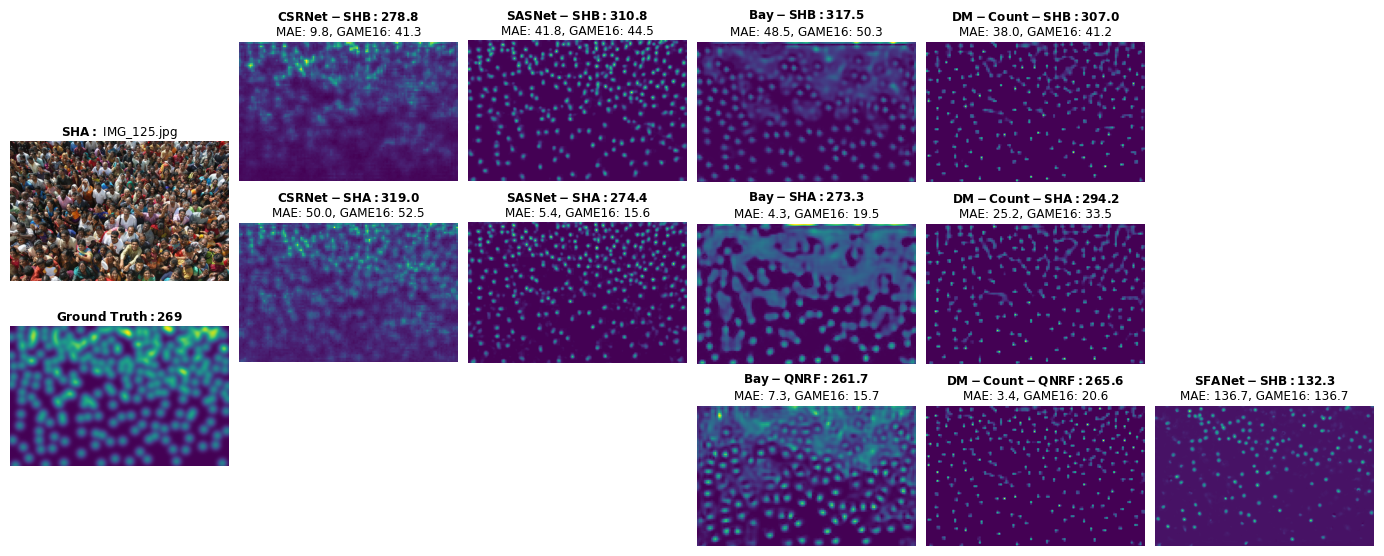 CSRNet − SHB : 278.8
MAE: 9.8, GAME16: 41.3
SASNet − SHB : 310.8
MAE: 41.8, GAME16: 44.5
Bay − SHB : 317.5
MAE: 48.5, GAME16: 50.3
DM − Count − SHB : 307.0
MAE: 38.0, GAME16: 41.2
SHA : IMG_125.jpg
CSRNet − SHA : 319.0
MAE: 50.0, GAME16: 52.5
SASNet − SHA : 274.4
MAE: 5.4, GAME16: 15.6
Bay − SHA : 273.3
MAE: 4.3, GAME16: 19.5
DM − Count − SHA : 294.2
MAE: 25.2, GAME16: 33.5
Ground Truth : 269
Bay − QNRF : 261.7
MAE: 7.3, GAME16: 15.7
DM − Count − QNRF : 265.6
MAE: 3.4, GAME16: 20.6
SFANet − SHB : 132.3
MAE: 136.7, GAME16: 136.7